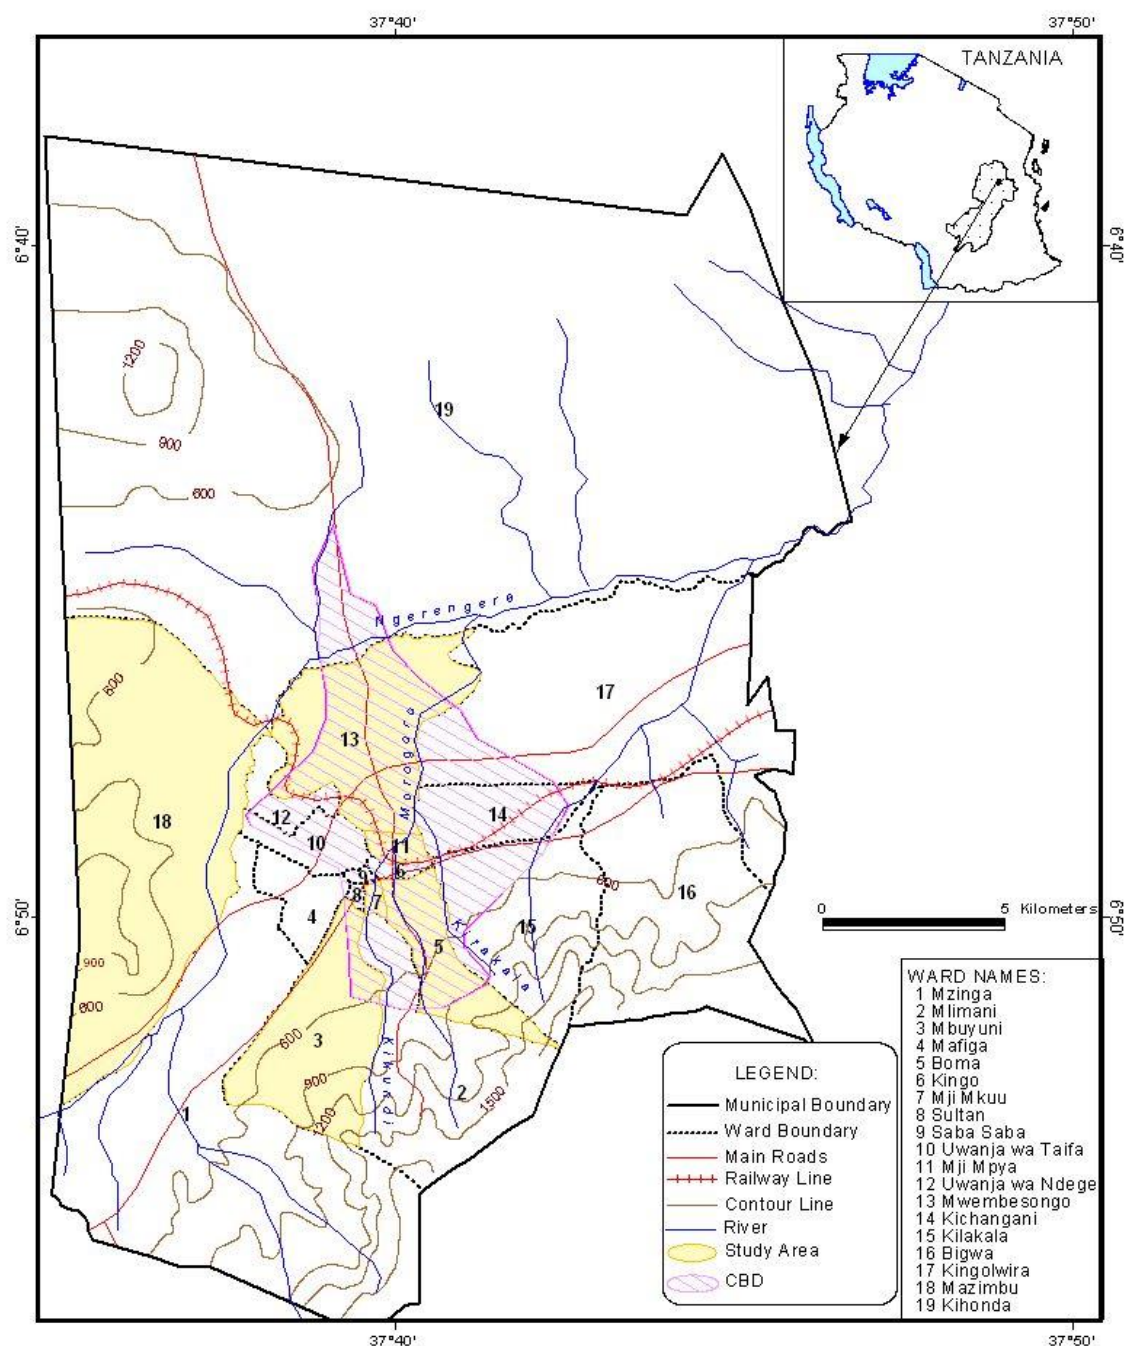 37°40'
37°50'
TANZANIA
6°40'
6°40'
1200
900
600
19
Ngerengere
600
17
13
Morogoro
18
12
14
10
11
6
9
8
7
600
16
4
15
5
Kirakala
0 5 Kilometers
6°50'
6°50'
900
600
3
600
Kikundi
900
2
1500
1
1200
WARD NAMES:
1 Mzinga
2 Mlimani
3 Mbuyuni
4 Mafiga
5 Boma
6 Kingo
7 Mji Mkuu
8 Sultan
9 Saba Saba
10 Uwanja wa Taifa
11 Mji Mpya
12 Uwanja wa Ndege
13 Mwembesongo
14 Kichangani
15 Kilakala
16 Bigwa
17 Kingolwira
18 Mazimbu
19 Kihonda
LEGEND:
Municipal Boundary
Ward Boundary
Main Roads
Railway Line
Contour Line
River
Study Area
CBD
37°40'
37°50'